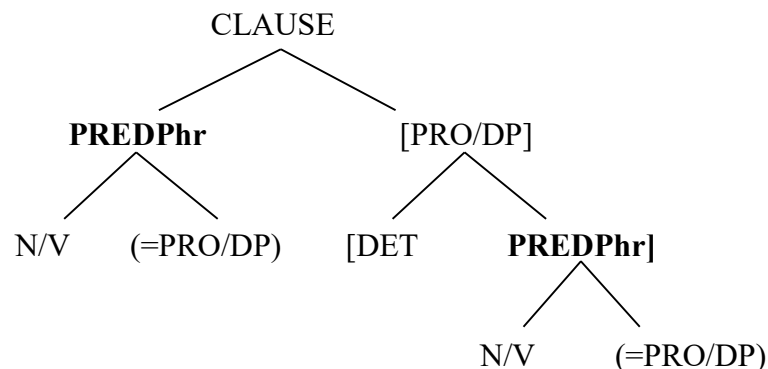 CLAUSE
PREDPhr [PRO/DP]
N/V (=PRO/DP) [DET PREDPhr]
N/V (=PRO/DP)